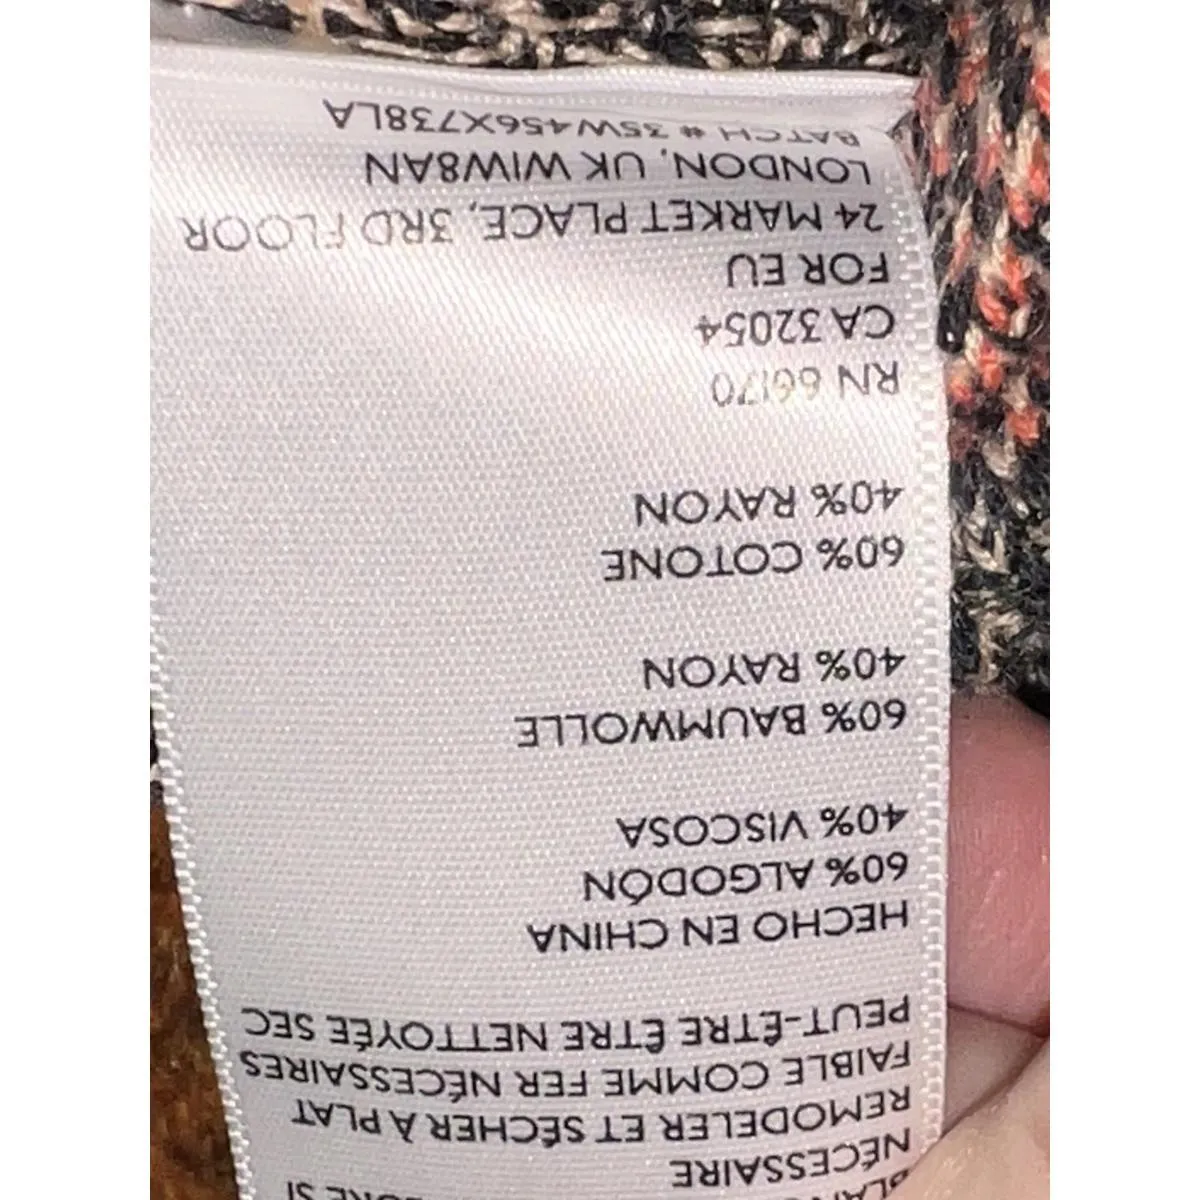 SI
NÉCESSAIRE
REMODELER ET SÉCHER À PLAT
FAIBLE COMME FER NÉCESSAIRES
PEUT-ÊTRE ÊTRE NETTOYÉE SEC
HECHO EN CHINA
60% ALGODÓN
40% VISCOSA
60% BAUMWOLLE
40% RAYON
60% COTONE
40% RAYON
RN 66170
CA 32054
FOR EU
24 MARKET PLACE, 3RD FLOOR
LONDON, UK W1W8AN
BATCH # 35W456X738LA